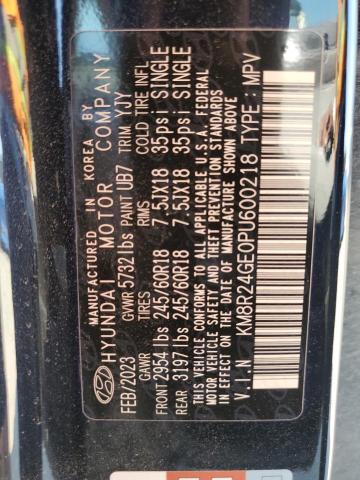 MANUFACTURED IN KOREA BY
HYUNDAI MOTOR COMPANY
FEB/2023 GVWR 5732 lbs PAINT UB7 TRIM YJY
GAWR TIRES RIMS COLD TIRE INFL
FRONT 2954 lbs 245/60R18 7.5JX18 35psi SINGLE
REAR 3197 lbs 245/60R18 7.5JX18 35psi SINGLE
THIS VEHICLE CONFORMS TO ALL APPLICABLE U.S.A. FEDERAL
MOTOR VEHICLE SAFETY AND THEFT PREVENTION STANDARDS
IN EFFECT ON THE DATE OF MANUFACTURE SHOWN ABOVE.
V.I.N : KM8R24GE0PU600218 TYPE : MPV